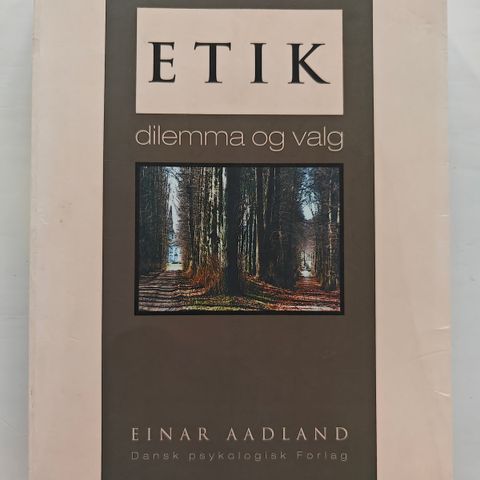 ETIK
dilemma og valg
EINAR AADLAND
Dansk psykologisk Forlag